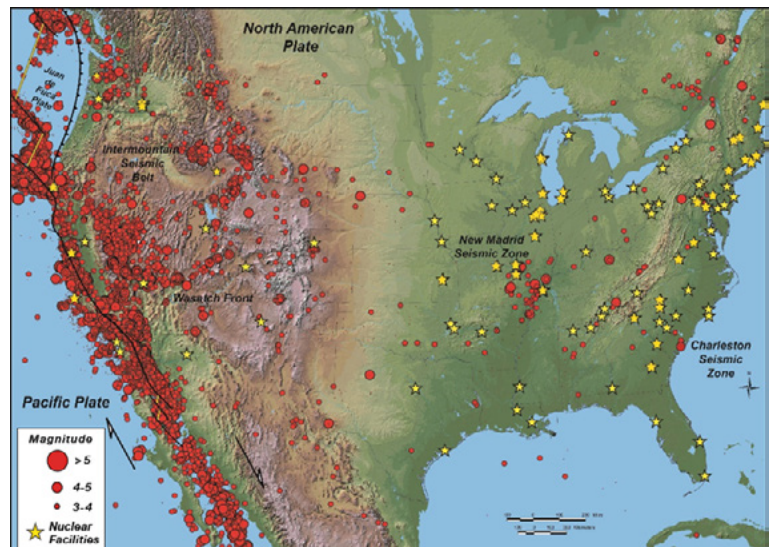 North American
Plate
Juan
de
Fuca
Plate
Intermountain
Seismic
Belt
New Madrid
Seismic Zone
Wasatch Front
Charleston
Seismic
Zone
Pacific Plate
Magnitude
> 5
4-5
3-4
Nuclear
Facilities